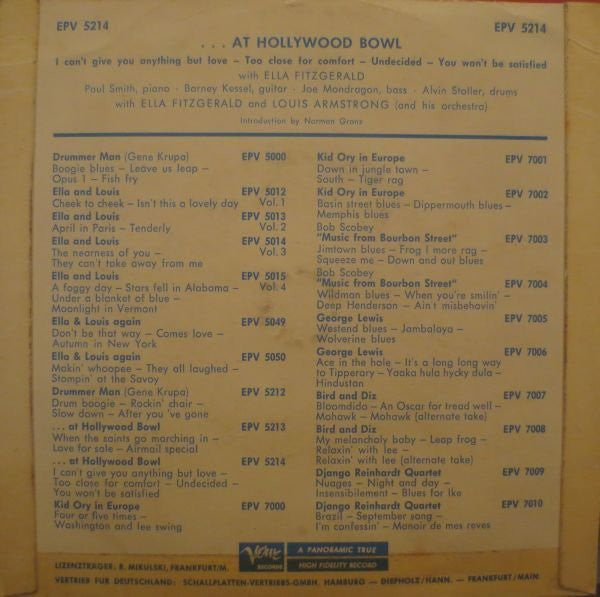 EPV 5214
EPV 5214
. . . AT HOLLYWOOD BOWL
I can't give you anything but love – Too close for comfort – Undecided – You won't be satisfied
with ELLA FITZGERALD
Paul Smith, piano · Barney Kessel, guitar · Joe Mondragon, bass · Alvin Stoller, drums
with ELLA FITZGERALD and LOUIS ARMSTRONG (and his orchestra)
Introduction by Norman Granz
Drummer Man (Gene Krupa) EPV 5000
Boogie blues – Leave us leap –
Opus 1 – Fish fry
Ella and Louis EPV 5012
Cheek to cheek – Isn't this a lovely day Vol. 1
Ella and Louis EPV 5013
April in Paris – Tenderly Vol. 2
Ella and Louis EPV 5014
The nearness of you – Vol. 3
They can't take away from me
Ella and Louis EPV 5015
A foggy day – Stars fell in Alabama – Vol. 4
Under a blanket of blue –
Moonlight in Vermont
Ella & Louis again EPV 5049
Don't be that way – Comes love –
Autumn in New York
Ella & Louis again EPV 5050
Makin' whoopee – They all laughed –
Stompin' at the Savoy
Drummer Man (Gene Krupa) EPV 5212
Drum boogie – Rockin' chair –
Slow down – After you 've gone
. . . at Hollywood Bowl EPV 5213
When the saints go marching in –
Love for sale – Airmail special
. . . at Hollywood Bowl EPV 5214
I can't give you anything but love –
Too close for comfort – Undecided –
You won't be satisfied
Kid Ory in Europe EPV 7000
Four or five times –
Washington and lee swing
Kid Ory in Europe EPV 7001
Down in jungle town –
South – Tiger rag
Kid Ory in Europe EPV 7002
Basin street blues – Dippermouth blues –
Memphis blues
Bob Scobey
"Music from Bourbon Street" EPV 7003
Jimtown blues – Frog I more rag –
Squeeze me – Down and out blues
Bob Scobey
"Music from Bourbon Street" EPV 7004
Wildman blues – When you're smilin' –
Deep Henderson – Ain't misbehavin'
George Lewis EPV 7005
Westend blues – Jambalaya –
Wolverine blues
George Lewis EPV 7006
Ace in the hole – It's a long long way
to Tipperary – Yaaka hula hycky dula –
Hindustan
Bird and Diz EPV 7007
Bloomdido – An Oscar for tread well –
Mohawk – Mohawk (alternate take)
Bird and Diz EPV 7008
My melancholy baby – Leap frog –
Relaxin' with lee –
Relaxin' with lee (alternate take)
Django Reinhardt Quartet EPV 7009
Nuages – Night and day –
Insensibilement – Blues for Ike
Django Reinhardt Quartet EPV 7010
Brazil – September song –
I'm confessin' – Manoir de mes reves
Verve
RECORDS
A PANORAMIC TRUE
HIGH FIDELITY RECORD
LIZENZTRÄGER: B. MIKULSKI, FRANKFURT/M.
VERTRIEB FÜR DEUTSCHLAND: SCHALLPLATTEN-VERTRIEBS-GMBH. HAMBURG – DIEPHOLZ/HANN. – FRANKFURT/MAIN